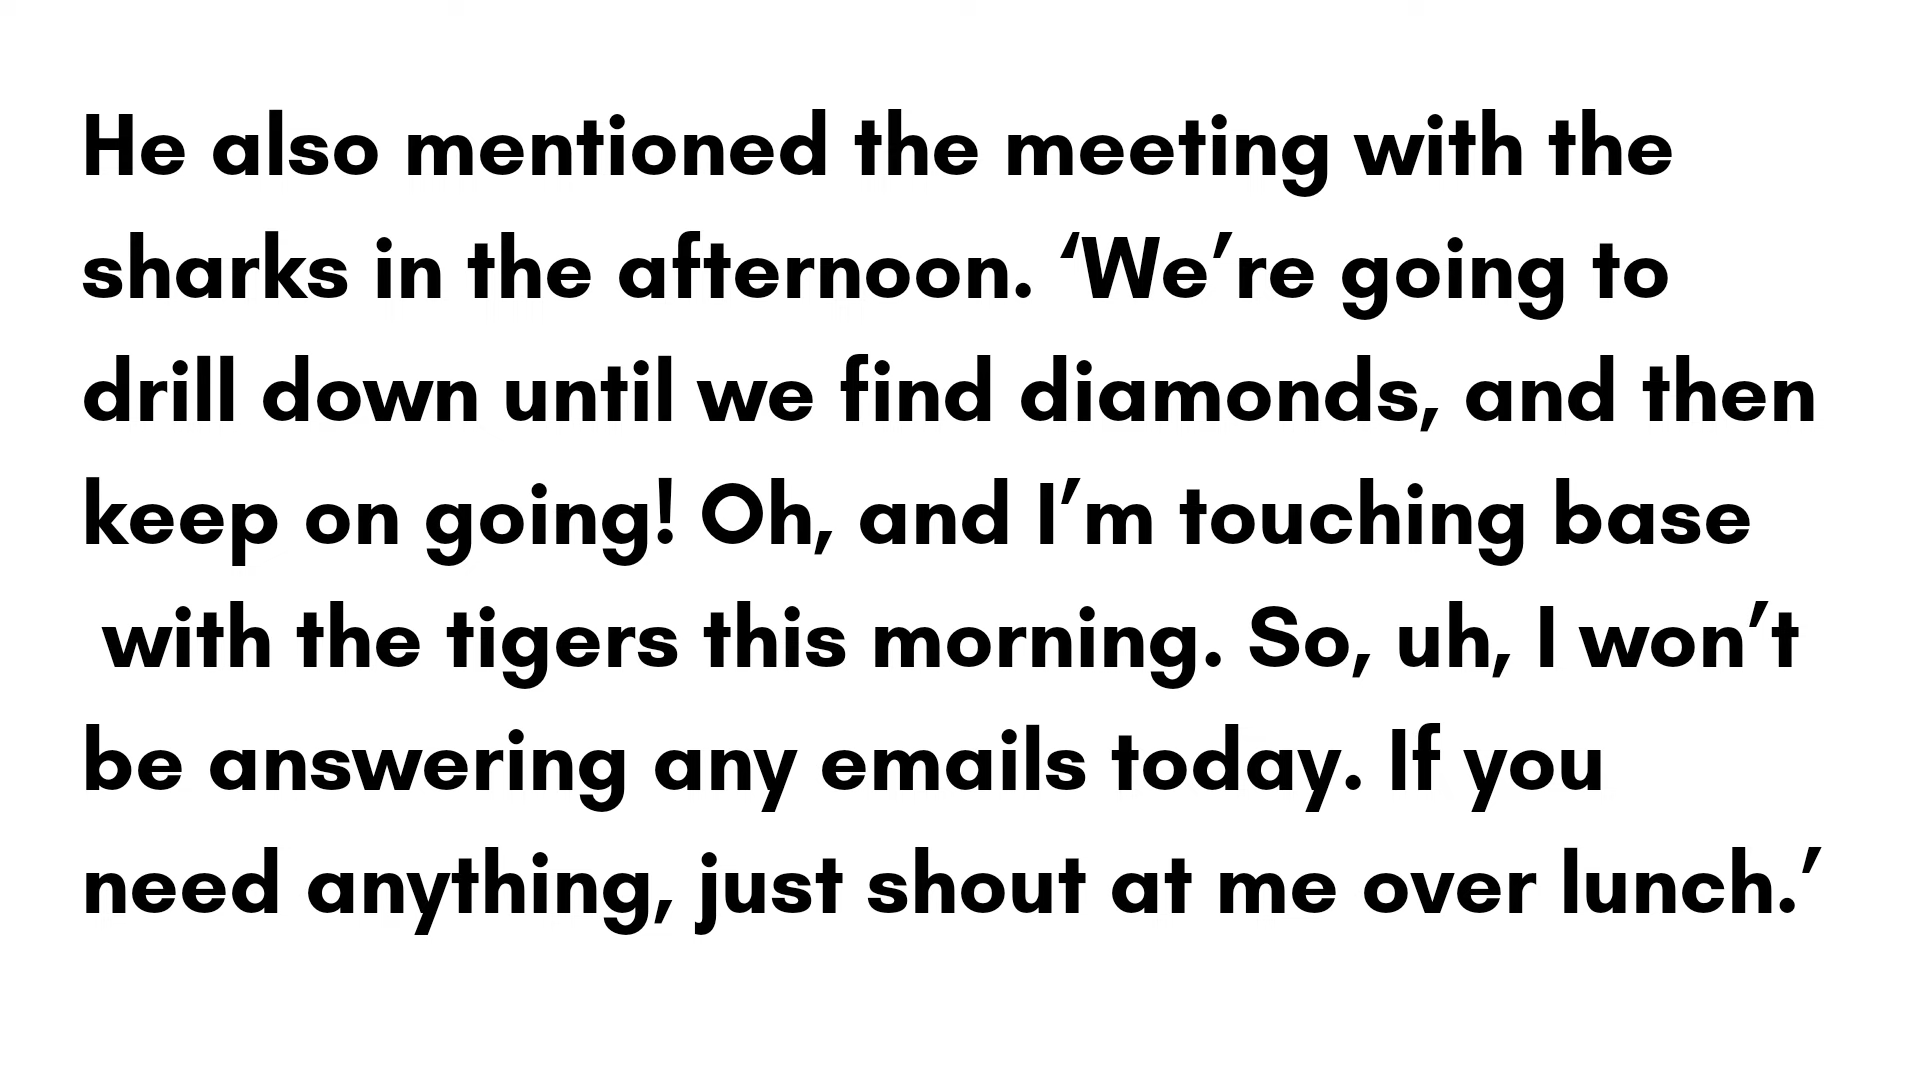 He also mentioned the meeting with the
sharks in the afternoon. ‘We’re going to
drill down until we find diamonds, and then
keep on going! Oh, and I’m touching base
with the tigers this morning. So, uh, I won’t
be answering any emails today. If you
need anything, just shout at me over lunch.’